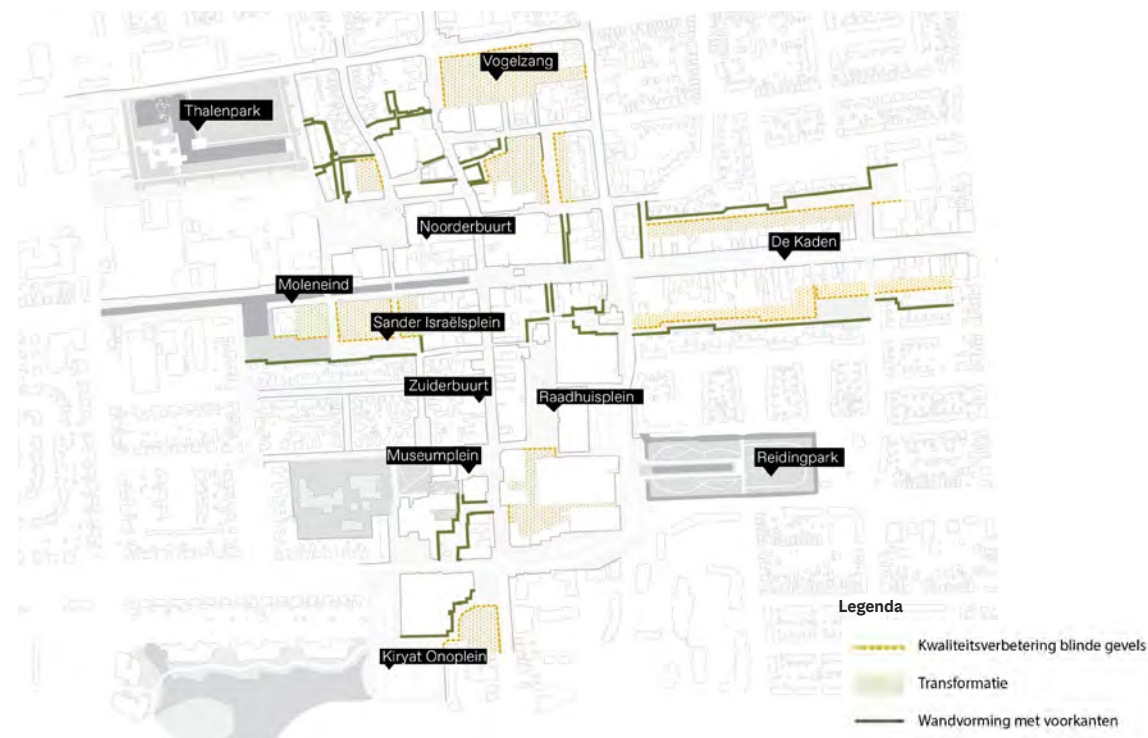 Vogelzang
Thalenpark
Noorderbuurt
De Kaden
Moleneind
Sander Israëlsplein
Zuiderbuurt
Raadhuisplein
Museumplein
Reidingpark
Kiryat Onoplein
Legenda
Kwaliteitsverbetering blinde gevels
Transformatie
Wandvorming met voorkanten